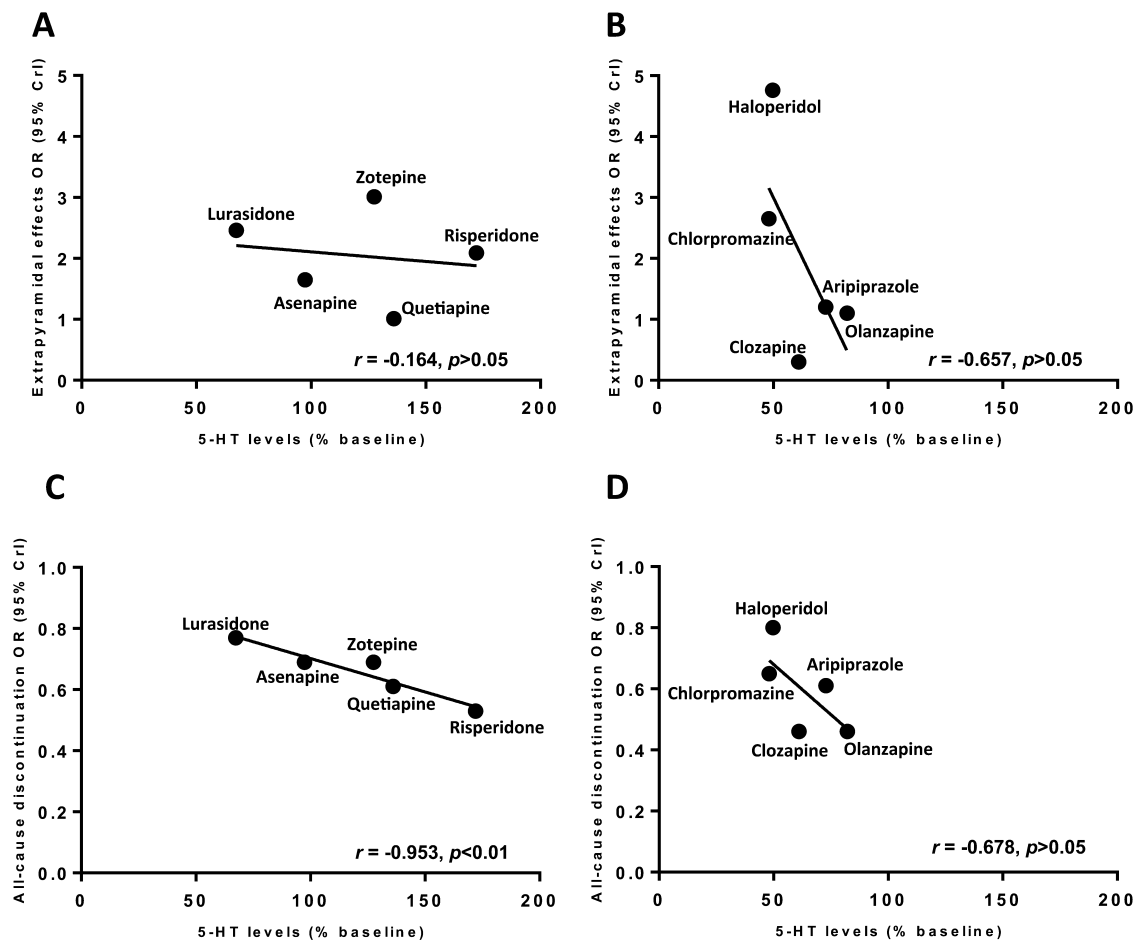 A
Extrapyramidal effects OR (95% CrI)
5
4
3
2
1
0
Zotepine
Lurasidone
Risperidone
Asenapine
Quetiapine
r = -0.164, p>0.05
0 50 100 150 200
5-HT levels (% baseline)
B
Extrapyramidal effects OR (95% CrI)
5
4
3
2
1
0
Haloperidol
Chlorpromazine
Aripiprazole
Olanzapine
Clozapine
r = -0.657, p>0.05
0 50 100 150 200
5-HT levels (% baseline)
C
All-cause discontinuation OR (95% CrI)
1.0
0.8
0.6
0.4
0.2
0.0
Lurasidone
Zotepine
Asenapine
Quetiapine
Risperidone
r = -0.953, p<0.01
0 50 100 150 200
5-HT levels (% baseline)
D
All-cause discontinuation OR (95% CrI)
1.0
0.8
0.6
0.4
0.2
0.0
Haloperidol
Aripiprazole
Chlorpromazine
Clozapine
Olanzapine
r = -0.678, p>0.05
0 50 100 150 200
5-HT levels (% baseline)